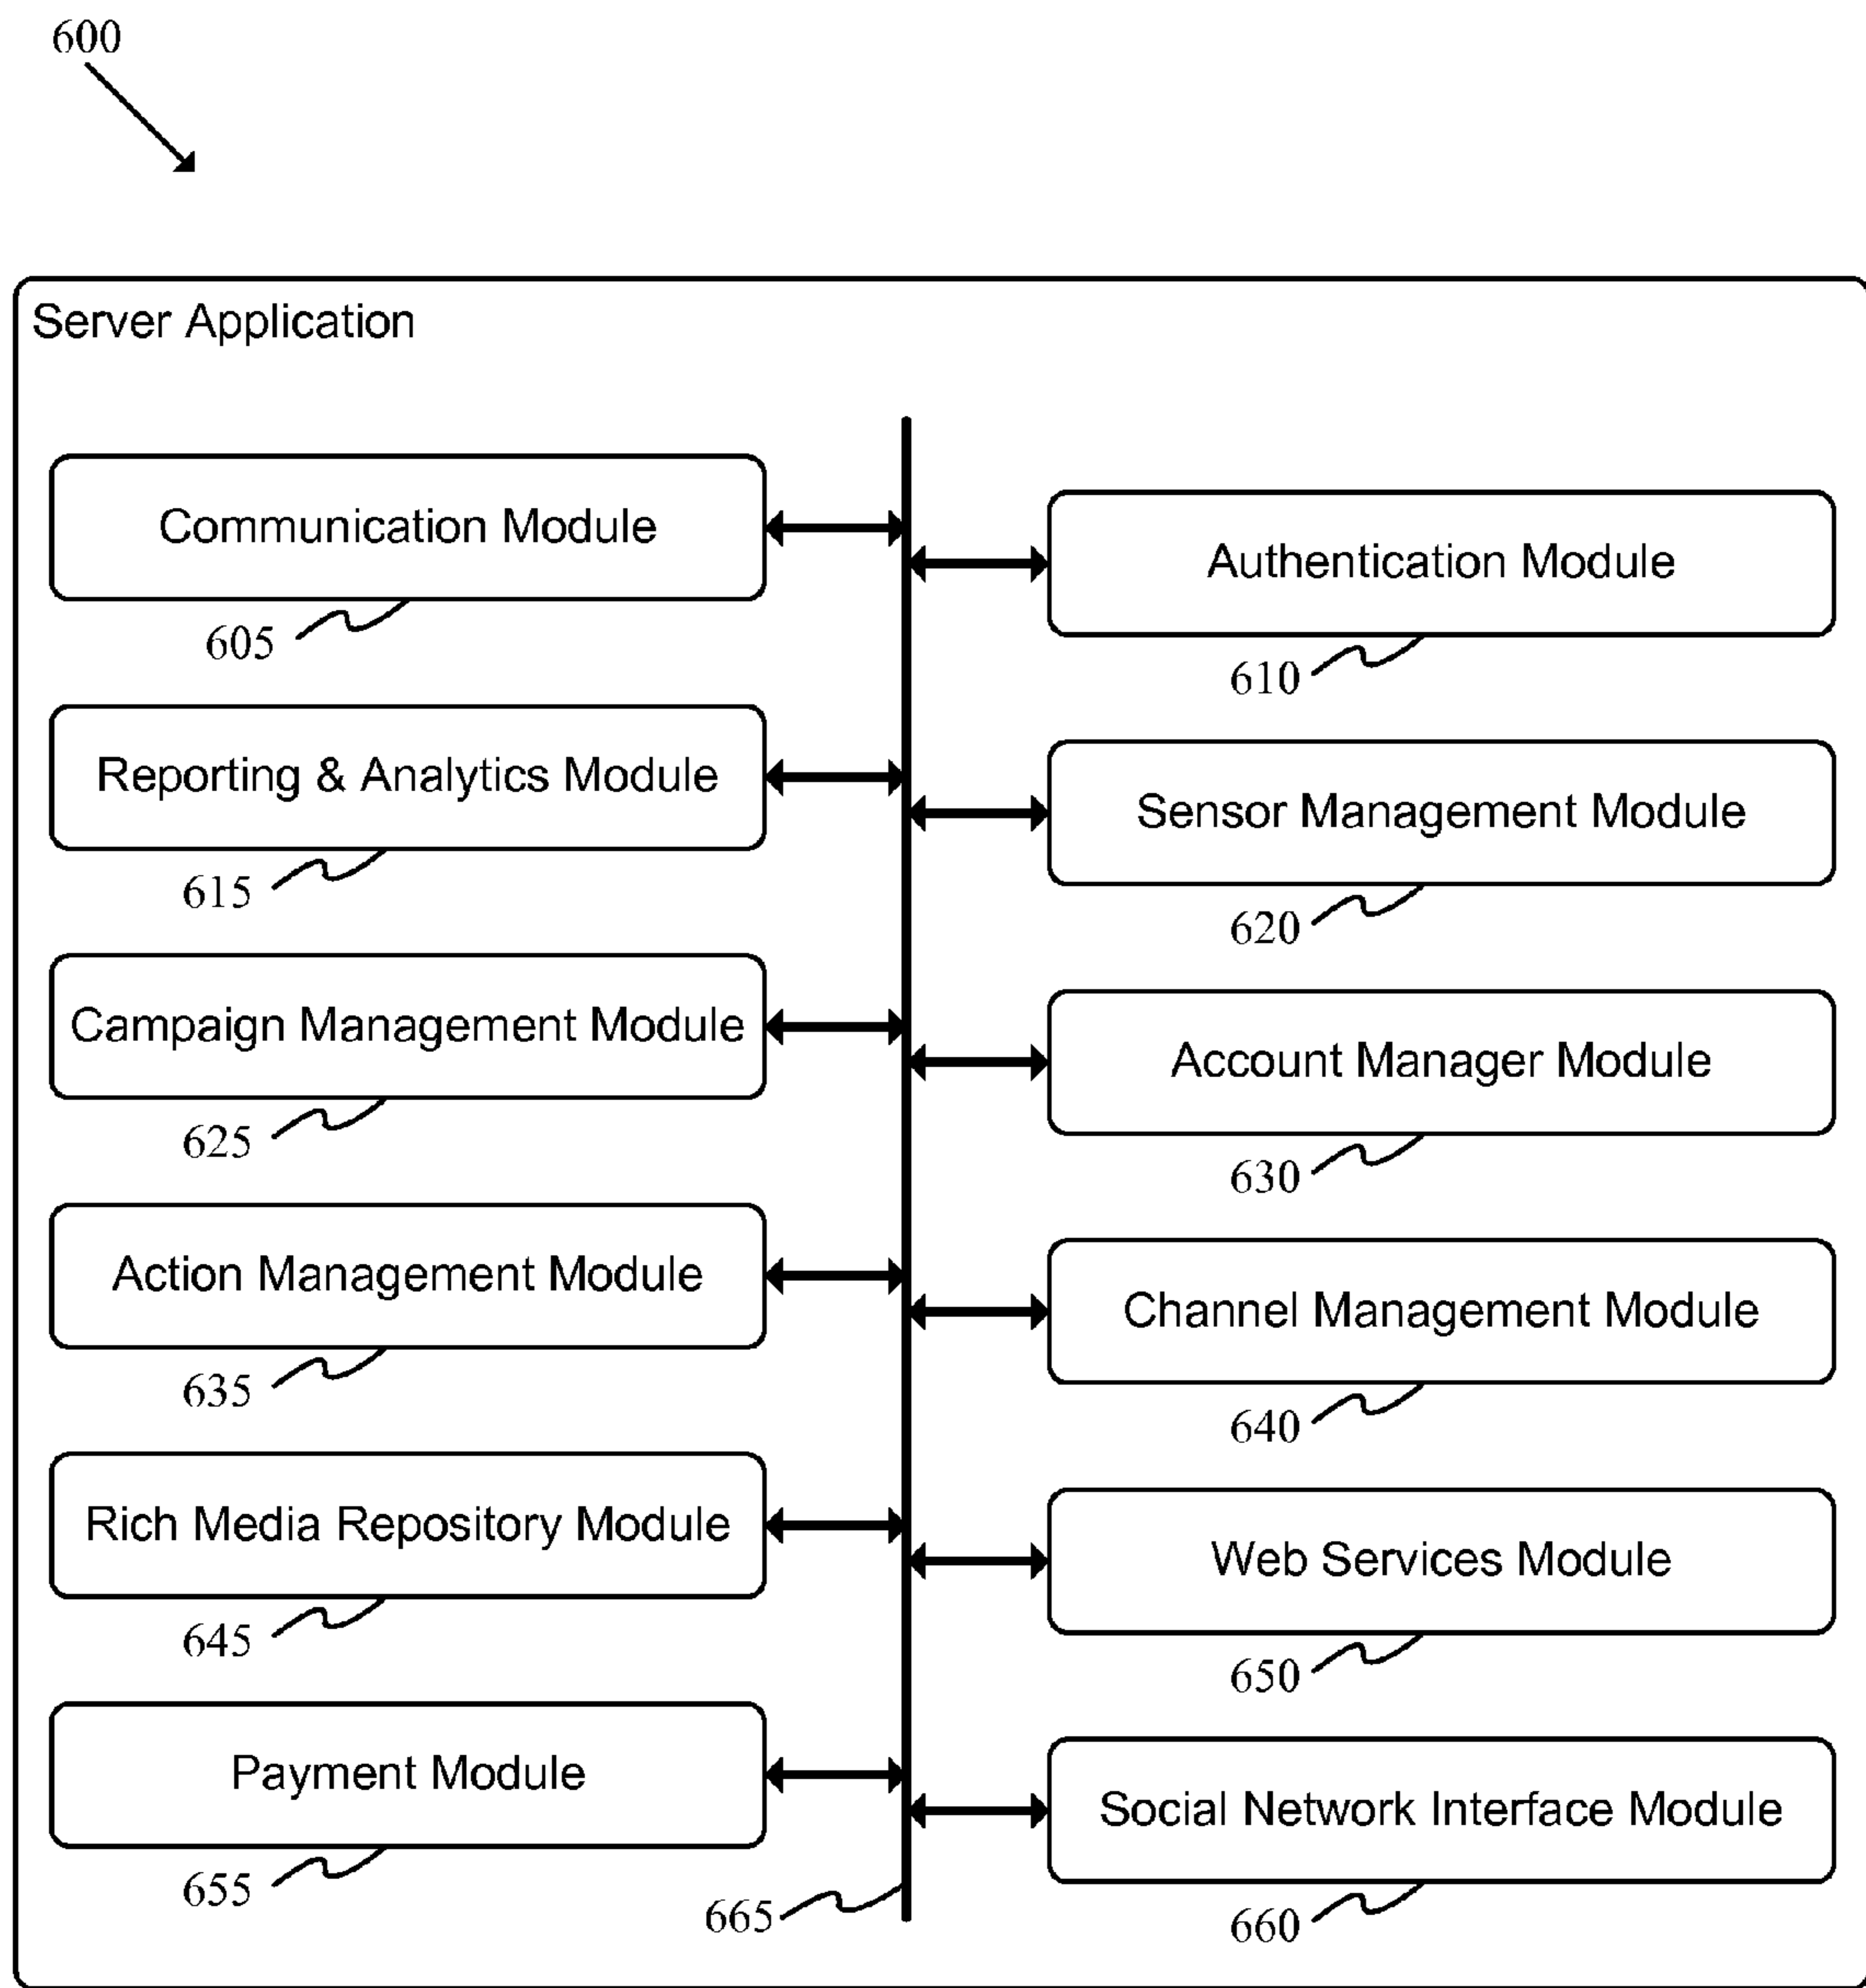 600
Server Application
Communication Module
605
Authentication Module
610
Reporting & Analytics Module
615
Sensor Management Module
620
Campaign Management Module
625
Account Manager Module
630
Action Management Module
635
Channel Management Module
640
Rich Media Repository Module
645
Web Services Module
650
Payment Module
655
Social Network Interface Module
660
665